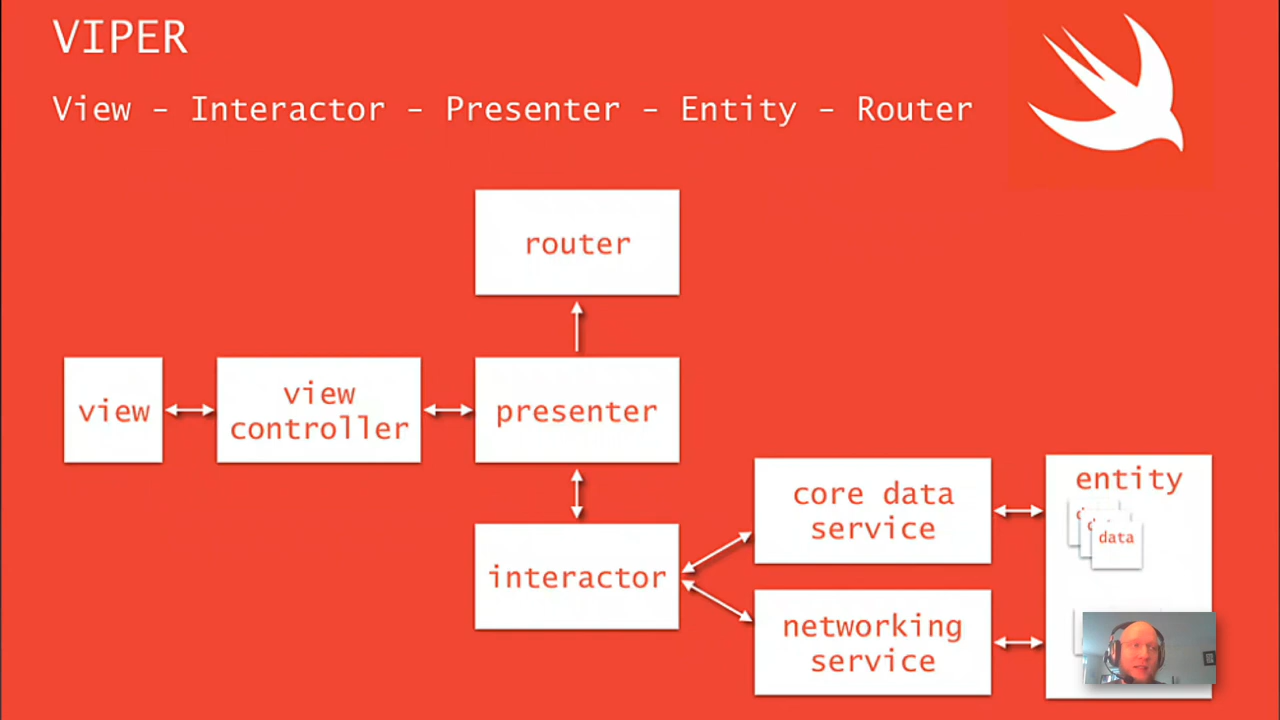 VIPER
View – Interactor – Presenter – Entity – Router
router
view
view
controller
presenter
interactor
core data
service
networking
service
entity
data